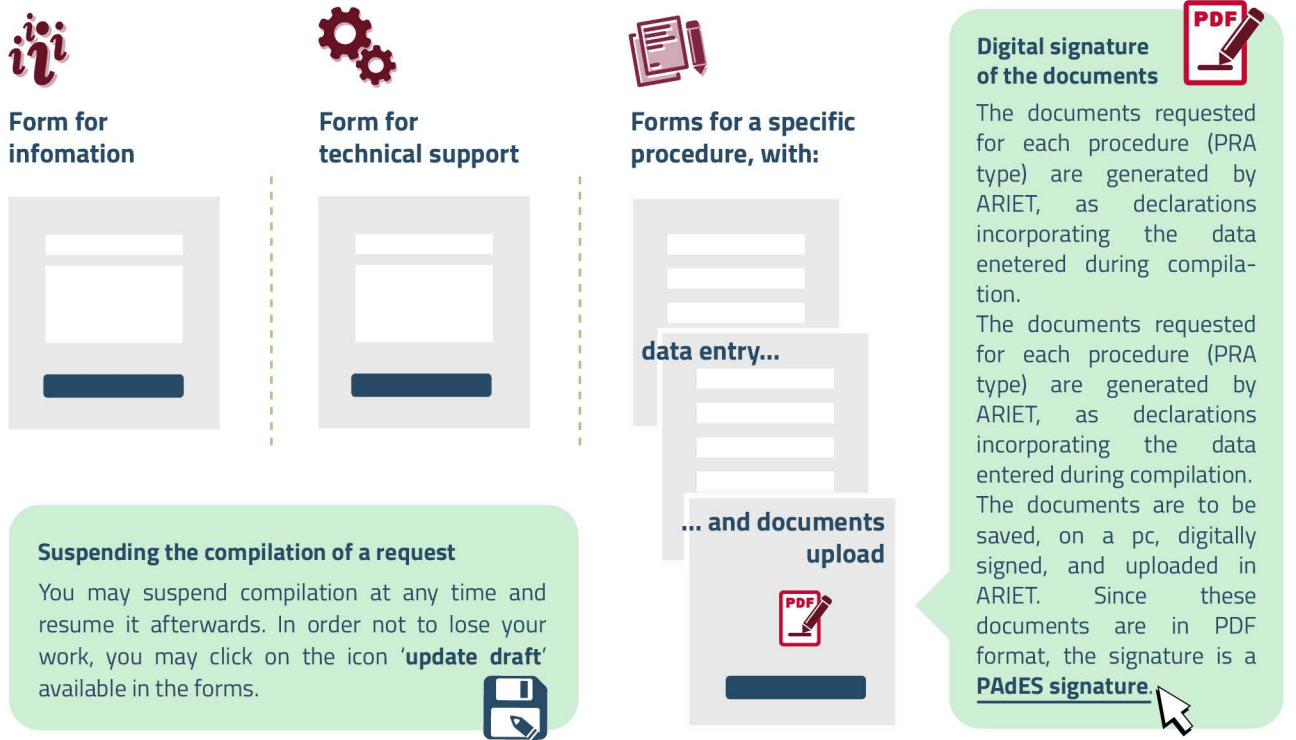 Form for
infomation
Form for
technical support
Forms for a specific
procedure, with:
data entry...
... and documents
upload
PDF
Suspending the compilation of a request
You may suspend compilation at any time and
resume it afterwards. In order not to lose your
work, you may click on the icon ‘update draft’
available in the forms.
PDF
Digital signature
of the documents
The documents requested
for each procedure (PRA
type) are generated by
ARIET, as declarations
incorporating the data
enetered during compila-
tion.
The documents requested
for each procedure (PRA
type) are generated by
ARIET, as declarations
incorporating the data
entered during compilation.
The documents are to be
saved, on a pc, digitally
signed, and uploaded in
ARIET. Since these
documents are in PDF
format, the signature is a
PAdES signature.